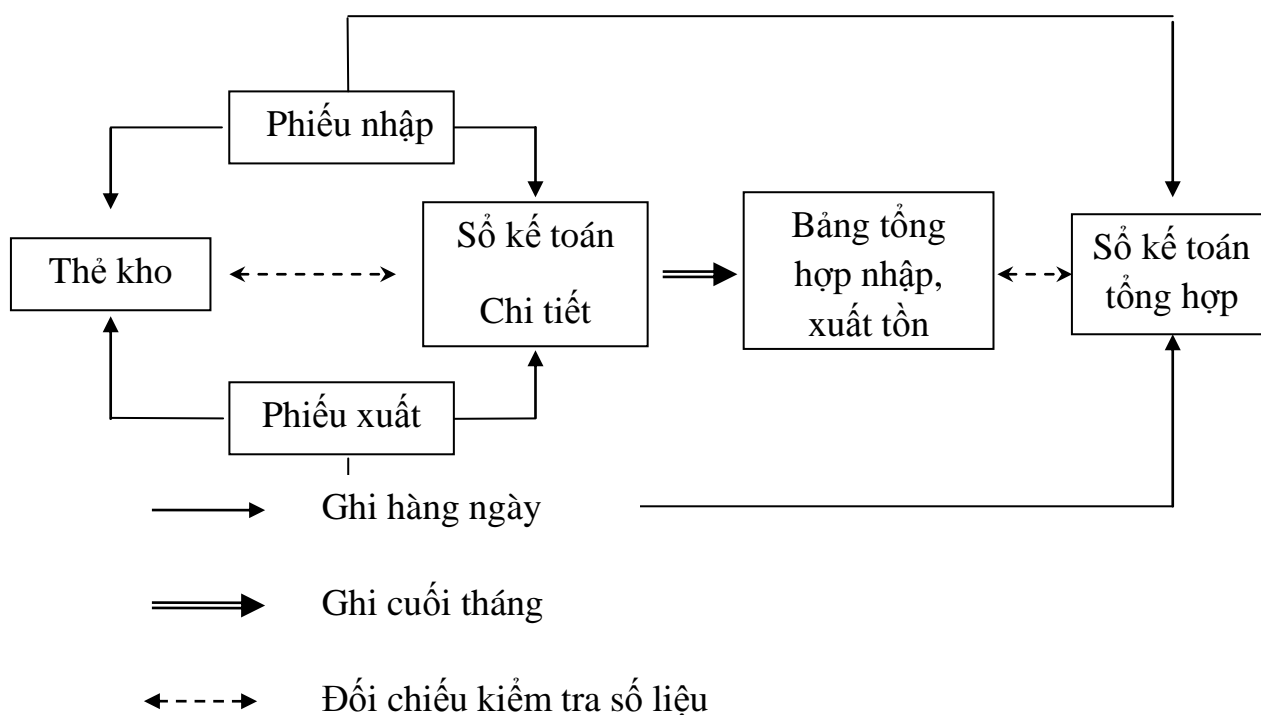 Phiếu nhập
Thẻ kho
Sổ kế toán
Chi tiết
Bảng tổng
hợp nhập,
xuất tồn
Sổ kế toán
tổng hợp
Phiếu xuất
Ghi hàng ngày
Ghi cuối tháng
Đối chiếu kiểm tra số liệu